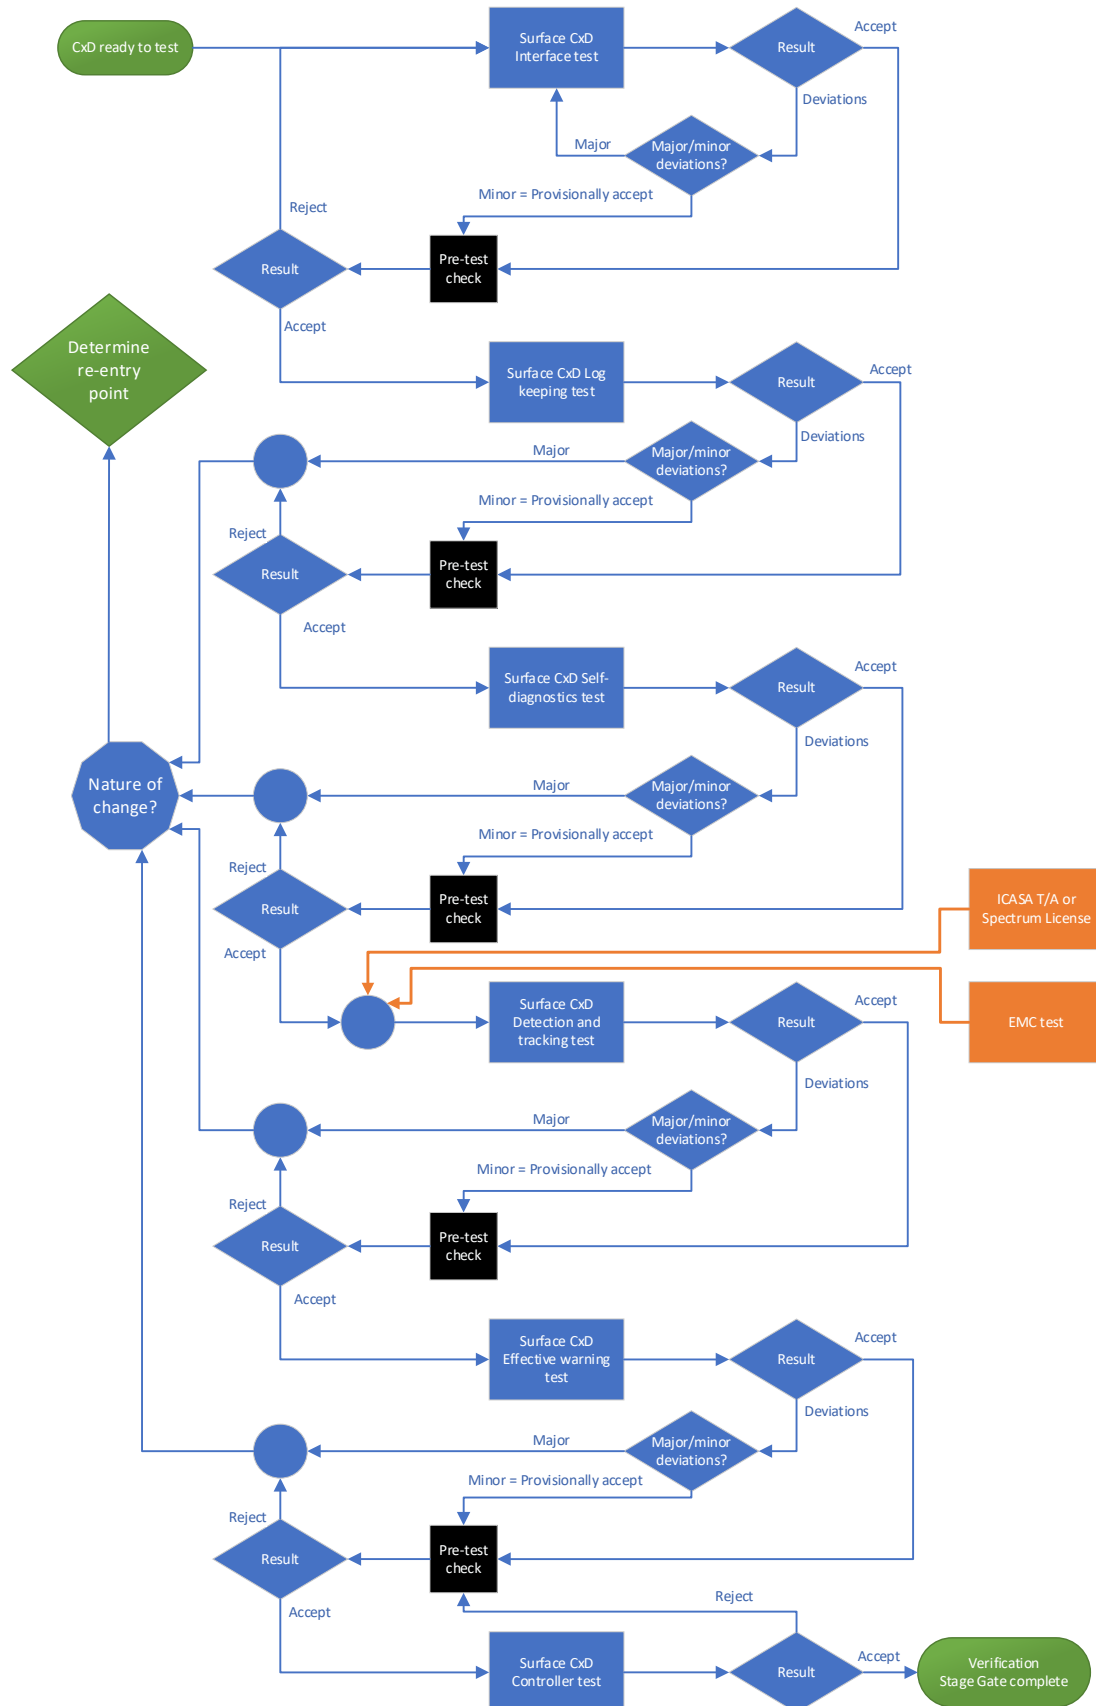 CxD ready to test
Surface CxD
Interface test
Result
Accept
Deviations
Major/minor
deviations?
Major
Minor = Provisionally accept
Reject
Pre-test
check
Result
Accept
Determine
re-entry
point
Surface CxD Log
keeping test
Result
Accept
Deviations
Major/minor
deviations?
Major
Minor = Provisionally accept
Reject
Pre-test
check
Result
Accept
Surface CxD Self-
diagnostics test
Result
Accept
Deviations
Nature of
change?
Major/minor
deviations?
Major
Minor = Provisionally accept
Reject
Pre-test
check
Result
Accept
ICASA T/A or
Spectrum License
EMC test
Surface CxD
Detection and
tracking test
Result
Accept
Deviations
Major/minor
deviations?
Major
Minor = Provisionally accept
Reject
Pre-test
check
Result
Accept
Surface CxD
Effective warning
test
Result
Accept
Deviations
Major/minor
deviations?
Major
Minor = Provisionally accept
Reject
Pre-test
check
Result
Accept
Reject
Surface CxD
Controller test
Result
Accept
Verification
Stage Gate complete